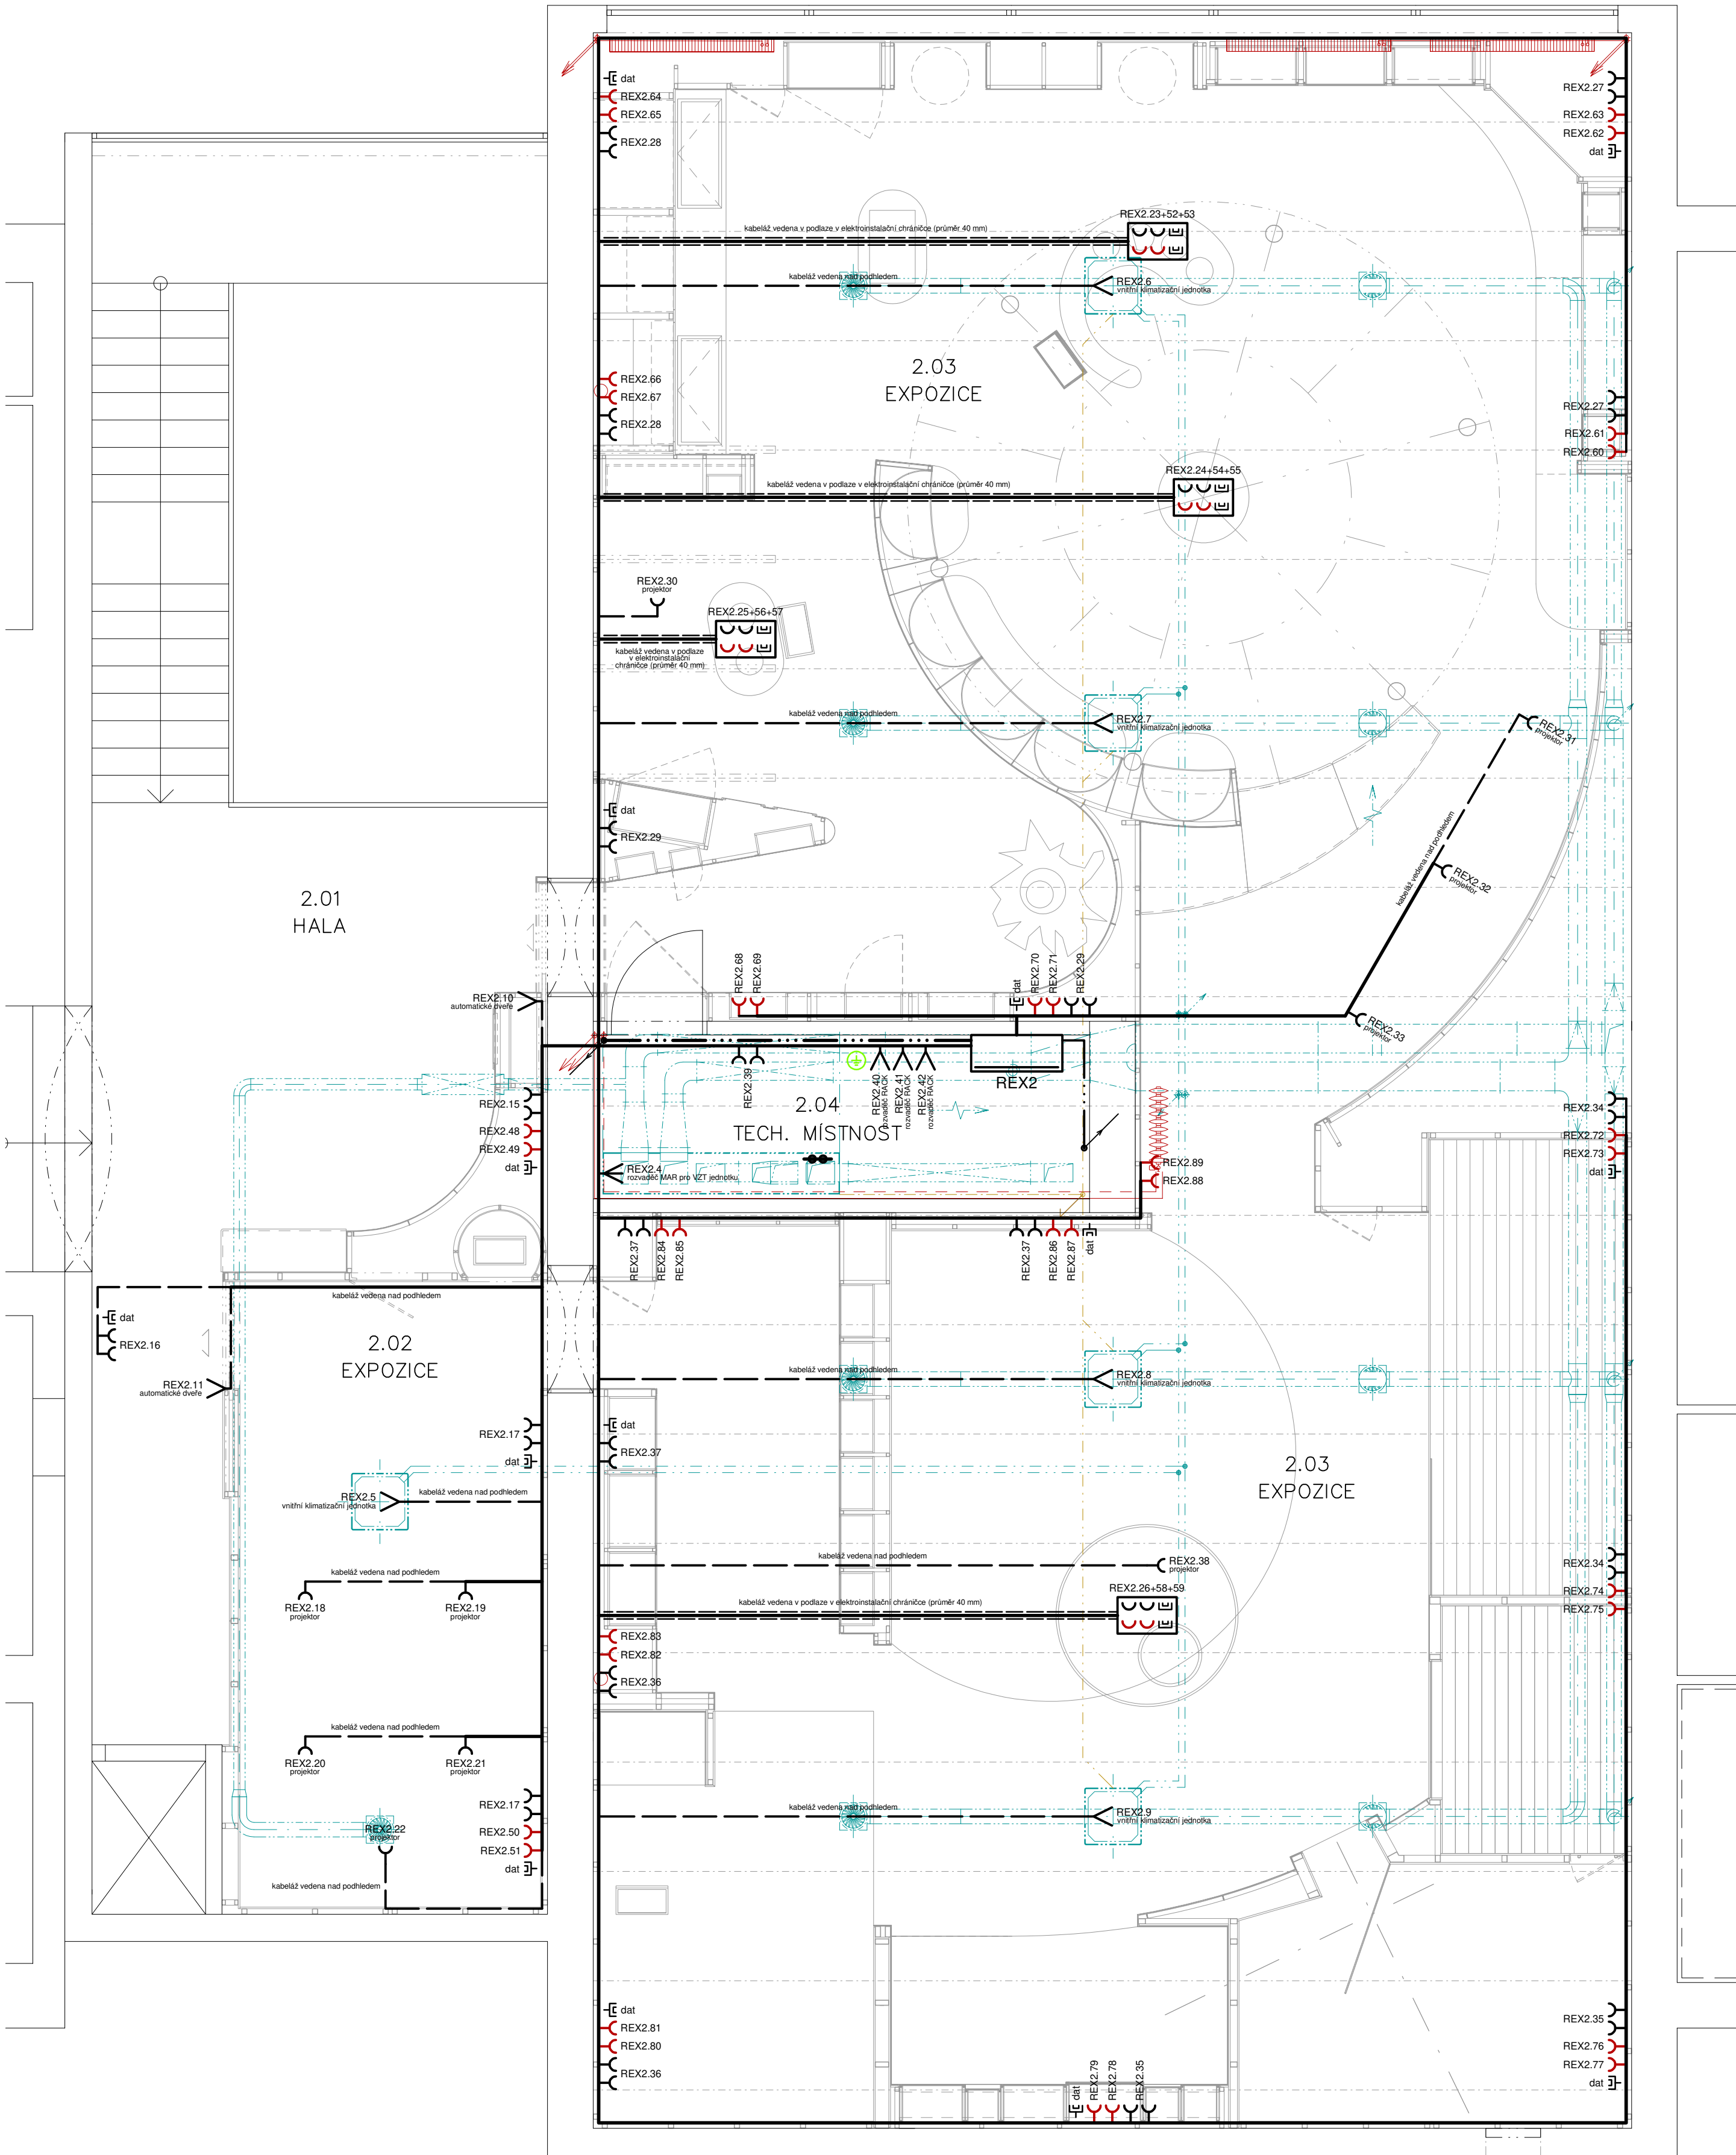 dat
REX2.64
REX2.65
REX2.28
REX2.27
REX2.63
REX2.62
dat
REX2.23+52+53
kabeláž vedena v podlaze v elektroinstalační chráničce (průměr 40 mm)
kabeláž vedena nad podhledem
REX2.6
vnitřní klimatizační jednotka
2.03
EXPOZICE
REX2.66
REX2.67
REX2.28
REX2.27
REX2.61
REX2.60
REX2.24+54+55
kabeláž vedena v podlaze v elektroinstalační chráničce (průměr 40 mm)
REX2.30
projektor
REX2.25+56+57
kabeláž vedena v podlaze
v elektroinstalační
chráničce (průměr 40 mm)
kabeláž vedena nad podhledem
REX2.7
vnitřní klimatizační jednotka
REX2.31
projektor
dat
REX2.29
kabeláž vedena nad podhledem
REX2.32
projektor
2.01
HALA
REX2.68
REX2.69
dat
REX2.70
REX2.71
REX2.29
REX2.10
automatické dveře
REX2.33
projektor
REX2.39
REX2.40
rozvaděč RACK
REX2.41
rozvaděč RACK
REX2.42
rozvaděč RACK
REX2
2.04
TECH. MÍSTNOST
REX2.15
REX2.48
REX2.49
dat
REX2.34
REX2.72
REX2.73
dat
REX2.4
rozvaděč MAR pro VZT jednotku
REX2.89
REX2.88
REX2.37
REX2.84
REX2.85
REX2.37
REX2.86
REX2.87
dat
kabeláž vedena nad podhledem
dat
REX2.16
2.02
EXPOZICE
REX2.11
automatické dveře
kabeláž vedena nad podhledem
REX2.8
vnitřní klimatizační jednotka
REX2.17
dat
dat
REX2.37
2.03
EXPOZICE
REX2.5
vnitřní klimatizační jednotka
kabeláž vedena nad podhledem
kabeláž vedena nad podhledem
REX2.38
projektor
REX2.34
REX2.74
REX2.75
kabeláž vedena nad podhledem
REX2.18
projektor
REX2.19
projektor
REX2.26+58+59
kabeláž vedena v podlaze v elektroinstalační chráničce (průměr 40 mm)
REX2.83
REX2.82
REX2.36
kabeláž vedena nad podhledem
REX2.20
projektor
REX2.21
projektor
REX2.17
REX2.50
REX2.51
dat
kabeláž vedena nad podhledem
REX2.9
vnitřní klimatizační jednotka
REX2.22
projektor
kabeláž vedena nad podhledem
dat
REX2.81
REX2.80
REX2.36
REX2.35
REX2.76
REX2.77
dat
dat
REX2.79
REX2.78
REX2.35